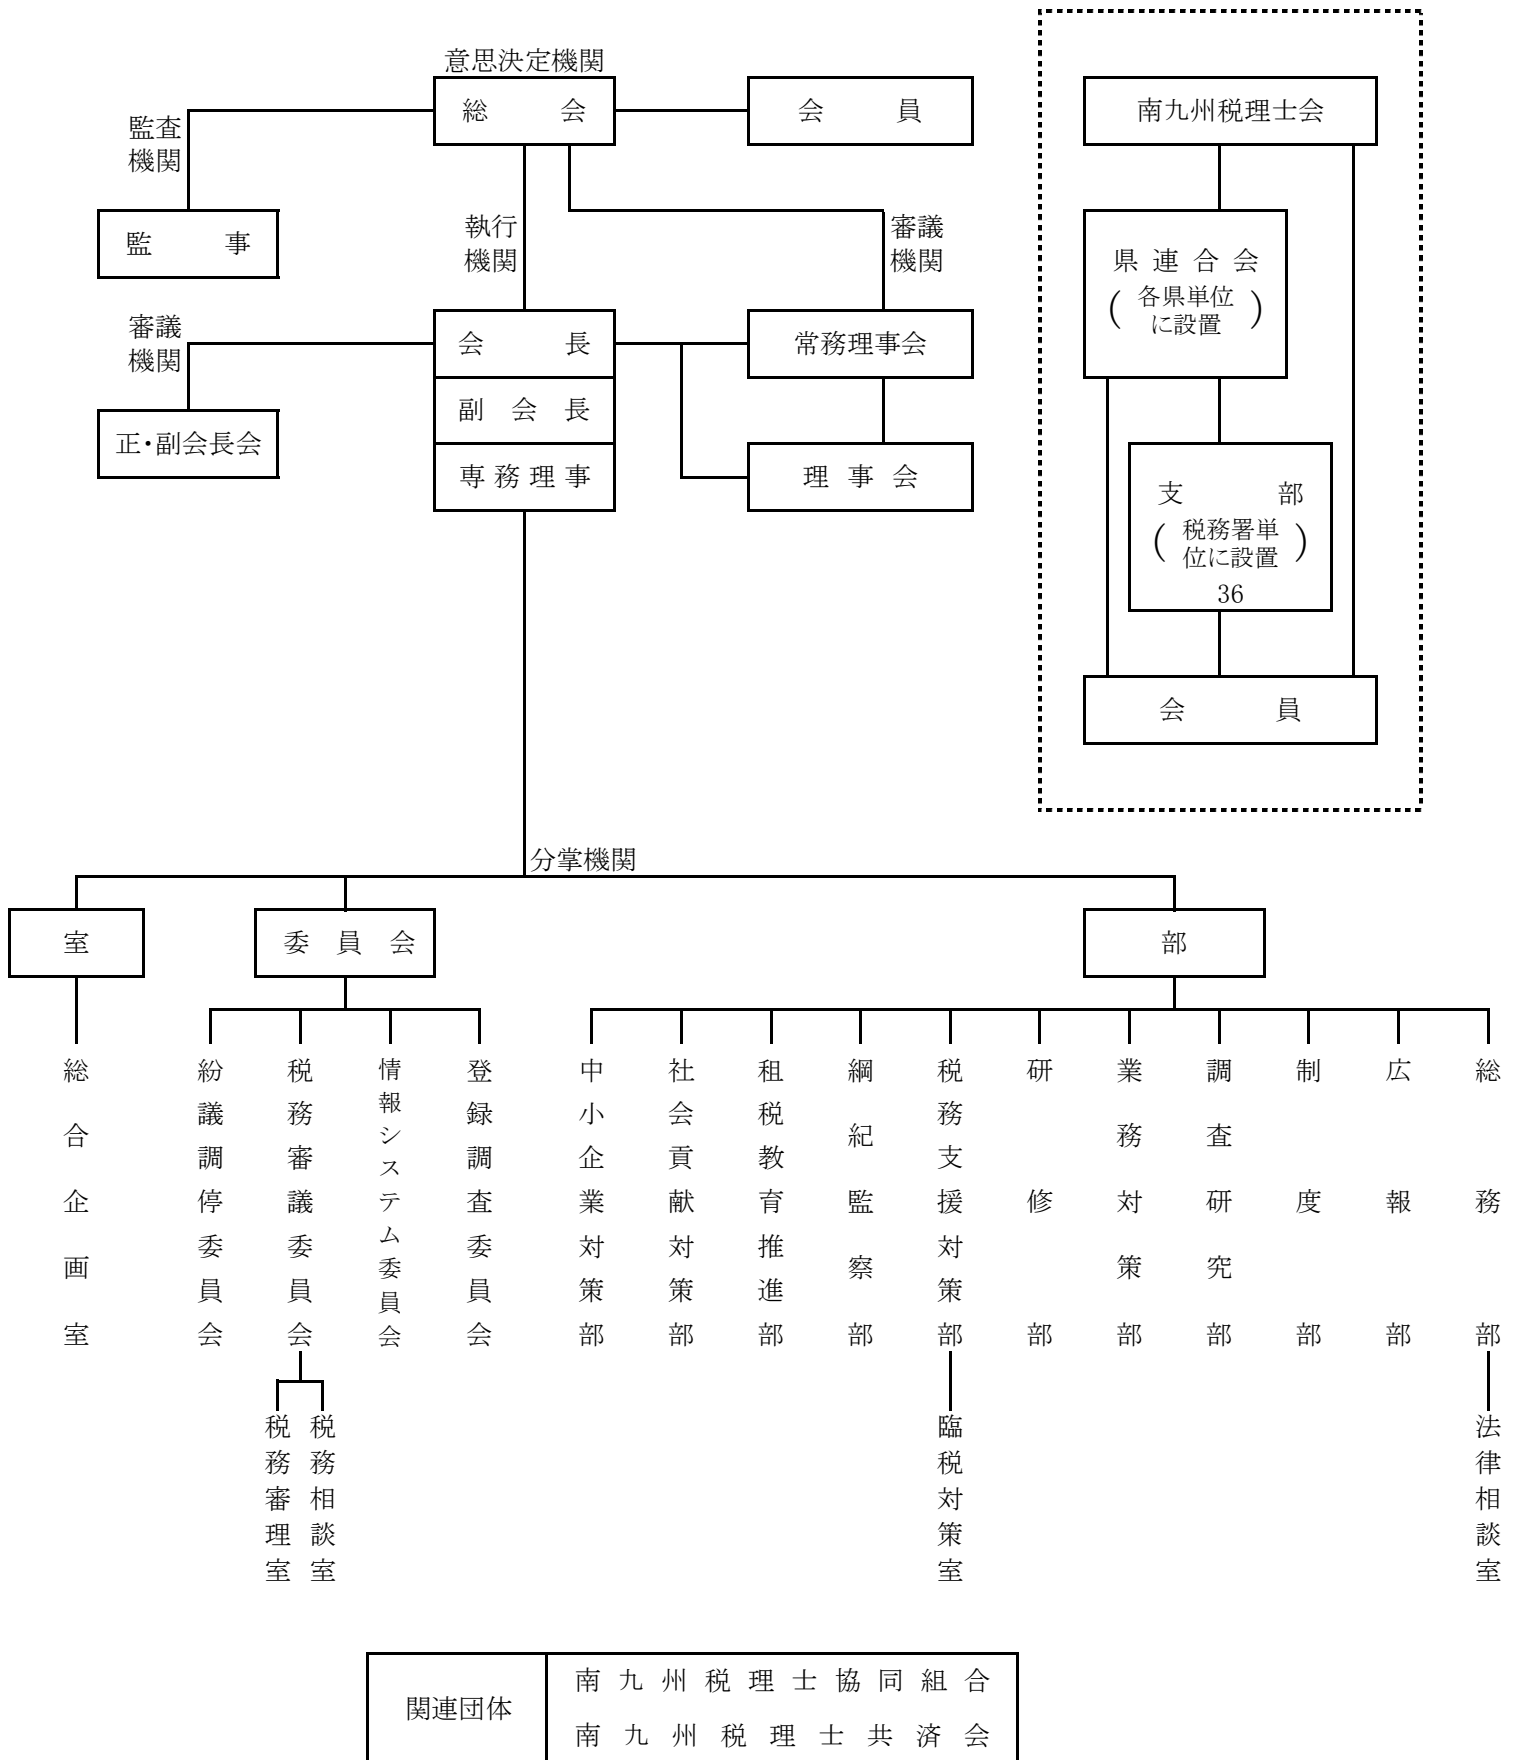 意思決定機関
総会
会員
監査
機関
監事
執行
機関
審議
機関
審議
機関
会長
副会長
専務理事
常務理事会
正・副会長会
理事会
南九州税理士会
県連合会
(各県単位
に設置)
支部
(税務署単
位に設置)
36
会員
分掌機関
室
委員会
部
総合企画室
紛議調停委員会
税務審議委員会
情報システム委員会
登録調査委員会
中小企業対策部
社会貢献対策部
租税教育推進部
綱紀監察部
税務支援対策部
研修部
業務対策部
調査研究部
制度部
広報部
総務部
税務審理室
税務相談室
臨税対策室
法律相談室
関連団体
南九州税理士協同組合
南九州税理士共済会